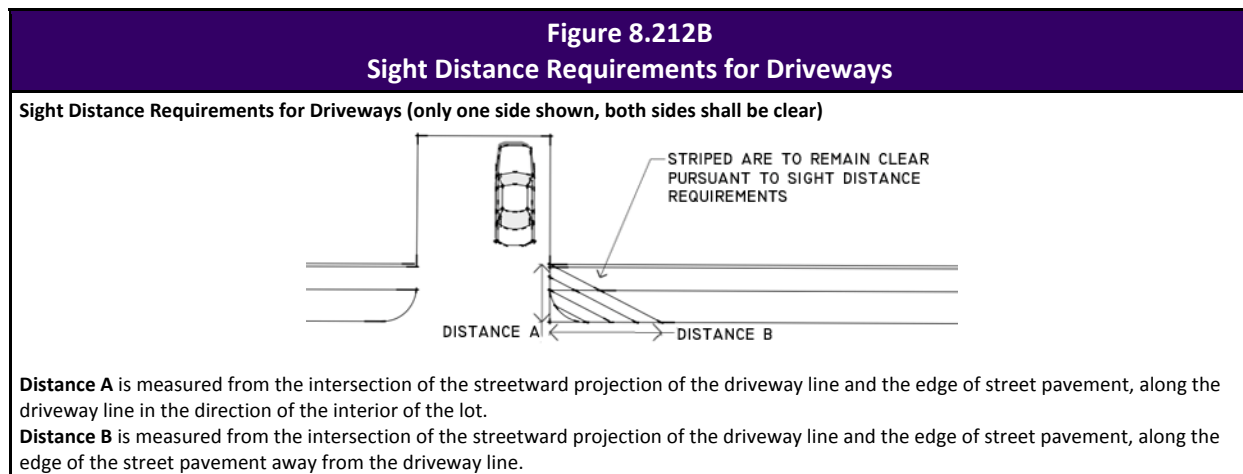 Figure 8.212B
Sight Distance Requirements for Driveways
Sight Distance Requirements for Driveways (only one side shown, both sides shall be clear)
STRIPED ARE TO REMAIN CLEAR
PURSUANT TO SIGHT DISTANCE
REQUIREMENTS
DISTANCE A
DISTANCE B
Distance A is measured from the intersection of the streetward projection of the driveway line and the edge of street pavement, along the
driveway line in the direction of the interior of the lot.
Distance B is measured from the intersection of the streetward projection of the driveway line and the edge of street pavement, along the
edge of the street pavement away from the driveway line.